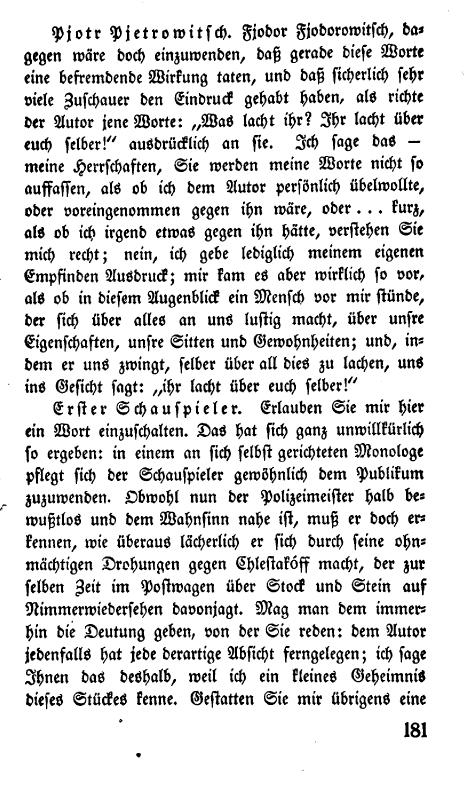 Pjotr Pjetrowitsch. Fjodor Fjodorowitsch, da-
gegen wäre doch einzuwenden, daß gerade diese Worte
eine befremdende Wirkung taten, und daß sicherlich sehr
viele Zuschauer den Eindruck gehabt haben, als richte
der Autor jene Worte: „Was lacht ihr? Ihr lacht über
euch selber!“ ausdrücklich an sie. Ich sage das —
meine Herrschaften, Sie werden meine Worte nicht so
auffassen, als ob ich dem Autor persönlich übelwollte,
oder voreingenommen gegen ihn wäre, oder ... kurz,
als ob ich irgend etwas gegen ihn hätte, verstehen Sie
mich recht; nein, ich gebe lediglich meinem eigenen
Empfinden Ausdruck; mir kam es aber wirklich so vor,
als ob in diesem Augenblick ein Mensch vor mir stünde,
der sich über alles an uns lustig macht, über unsre
Eigenschaften, unsre Sitten und Gewohnheiten; und, in-
dem er uns zwingt, selber über all dies zu lachen, uns
ins Gesicht sagt: „ihr lacht über euch selber!“
Erster Schauspieler. Erlauben Sie mir hier
ein Wort einzuschalten. Das hat sich ganz unwillkürlich
so ergeben: in einem an sich selbst gerichteten Monologe
pflegt sich der Schauspieler gewöhnlich dem Publikum
zuzuwenden. Obwohl nun der Polizeimeister halb be-
wußtlos und dem Wahnsinn nahe ist, muß er doch er-
kennen, wie überaus lächerlich er sich durch seine ohn-
mächtigen Drohungen gegen Chlestakóff macht, der zur
selben Zeit im Postwagen über Stock und Stein auf
Nimmerwiedersehen davonjagt. Mag man dem immer-
hin die Deutung geben, von der Sie reden: dem Autor
jedenfalls hat jede derartige Absicht ferngelegen; ich sage
Ihnen das deshalb, weil ich ein kleines Geheimnis
dieses Stückes kenne. Gestatten Sie mir übrigens eine
181